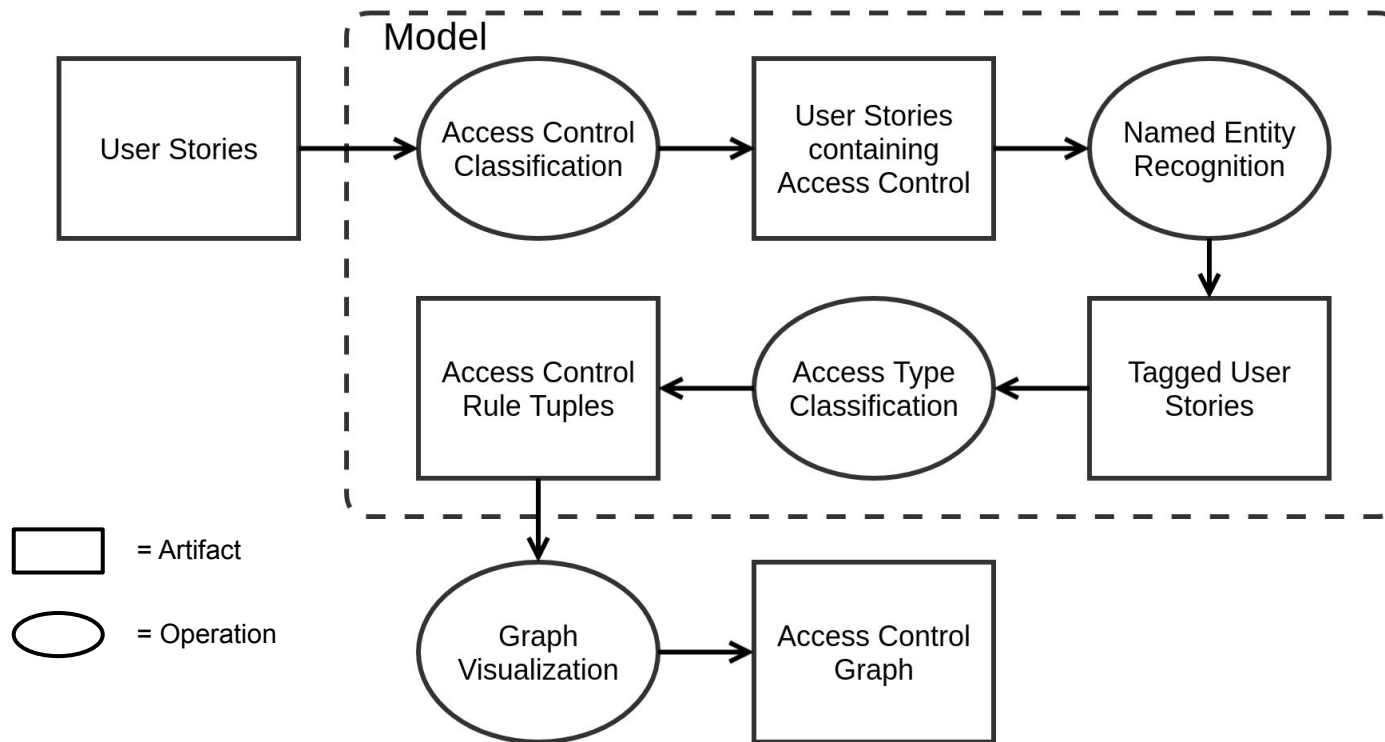 Model
User Stories
Access Control
Classification
User Stories
containing
Access Control
Named Entity
Recognition
Access Control
Rule Tuples
Access Type
Classification
Tagged User
Stories
= Artifact
= Operation
Graph
Visualization
Access Control
Graph